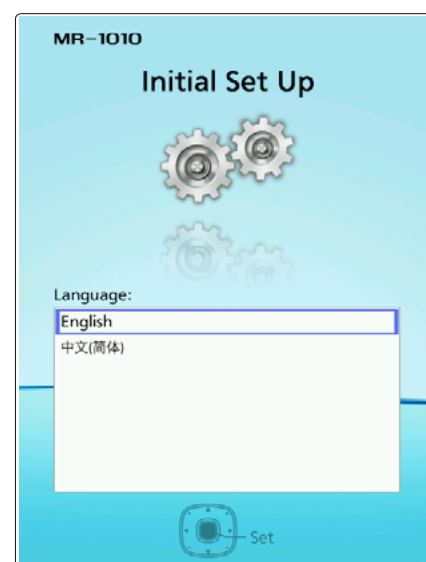 MR-1010
Initial Set Up
Language:
English
中文(简体)
Set